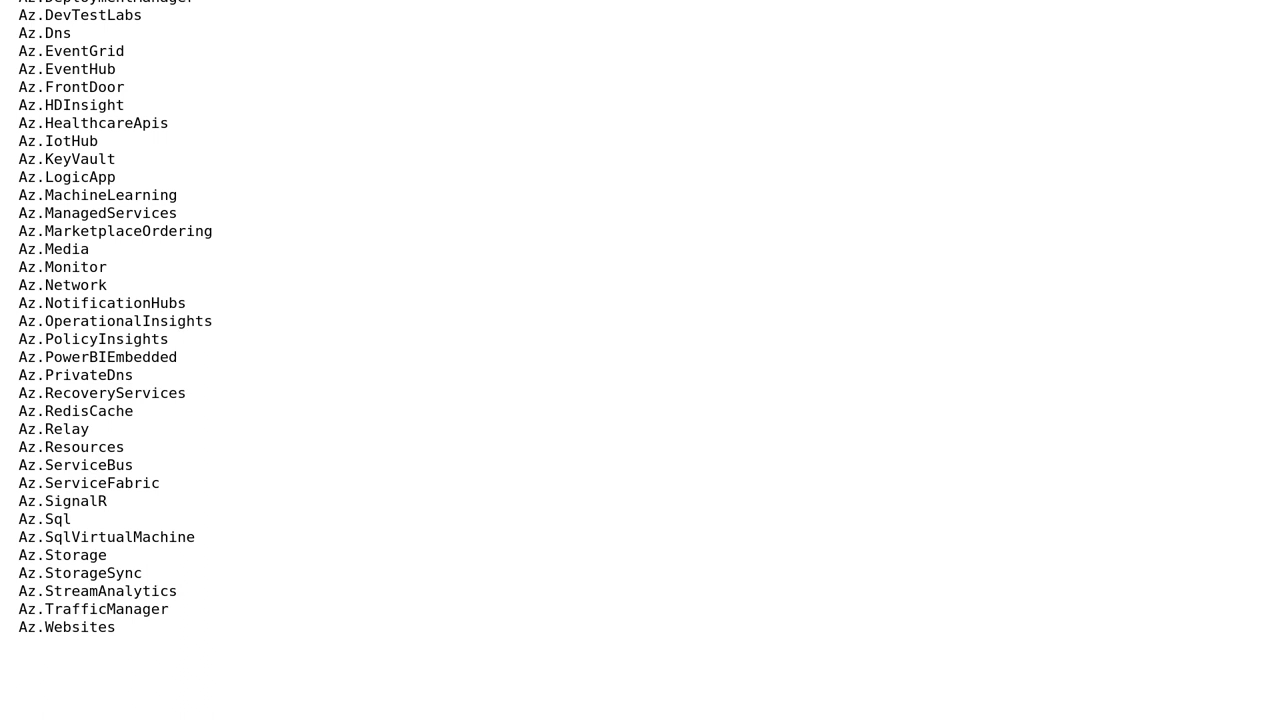 Az.DeploymentManager
Az.DevTestLabs
Az.Dns
Az.EventGrid
Az.EventHub
Az.FrontDoor
Az.HDInsight
Az.HealthcareApis
Az.IotHub
Az.KeyVault
Az.LogicApp
Az.MachineLearning
Az.ManagedServices
Az.MarketplaceOrdering
Az.Media
Az.Monitor
Az.Network
Az.NotificationHubs
Az.OperationalInsights
Az.PolicyInsights
Az.PowerBIEmbedded
Az.PrivateDns
Az.RecoveryServices
Az.RedisCache
Az.Relay
Az.Resources
Az.ServiceBus
Az.ServiceFabric
Az.SignalR
Az.Sql
Az.SqlVirtualMachine
Az.Storage
Az.StorageSync
Az.StreamAnalytics
Az.TrafficManager
Az.Websites